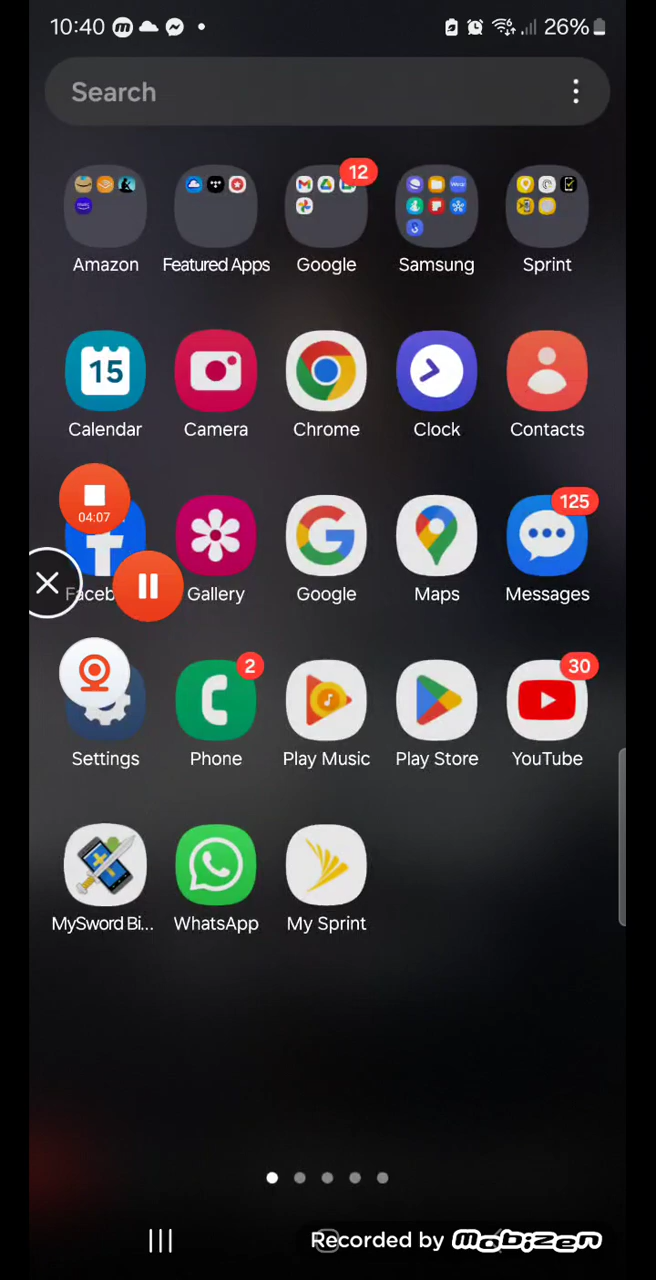 10:40 26%
Search
12
Amazon Featured Apps Google Samsung Sprint
15
Calendar Camera Chrome Clock Contacts
04:07
125
Faceb Gallery Google Maps Messages
2 30
Settings Phone Play Music Play Store YouTube
MySword Bi... WhatsApp My Sprint
Recorded by mobizen